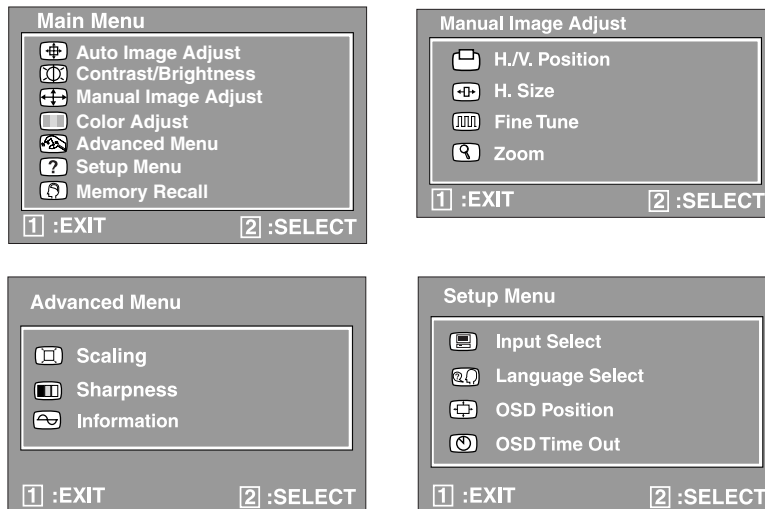 Main Menu
Auto Image Adjust
Contrast/Brightness
Manual Image Adjust
Color Adjust
Advanced Menu
? Setup Menu
Memory Recall
1 :EXIT 2 :SELECT
Manual Image Adjust
H./V. Position
H. Size
Fine Tune
Zoom
1 :EXIT 2 :SELECT
Advanced Menu
Scaling
Sharpness
Information
1 :EXIT 2 :SELECT
Setup Menu
Input Select
Language Select
OSD Position
OSD Time Out
1 :EXIT 2 :SELECT